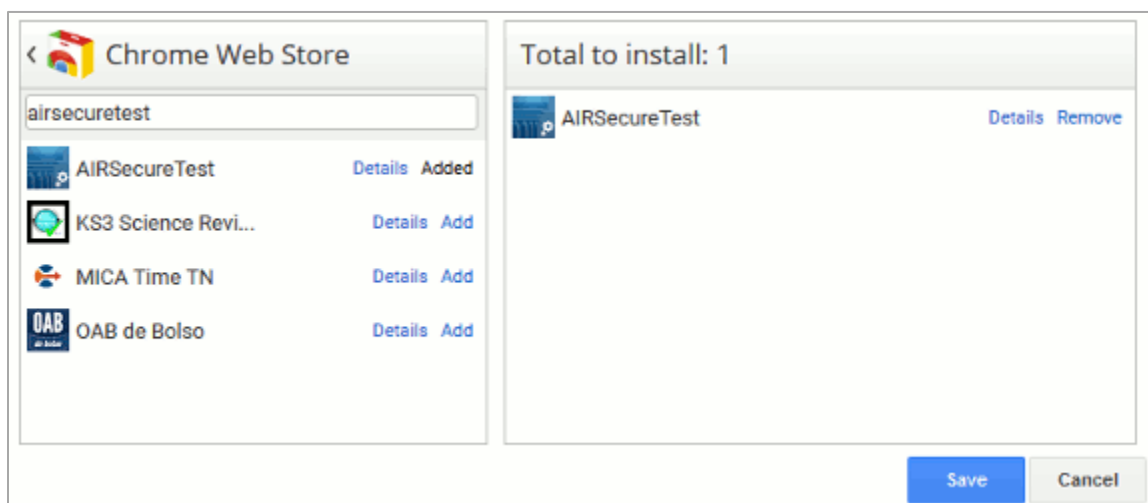 Chrome Web Store
airsecuretest
AIRSecureTest Details Added
KS3 Science Revi... Details Add
MICA Time TN Details Add
OAB de Bolso Details Add
Total to install: 1
AIRSecureTest Details Remove
Save Cancel